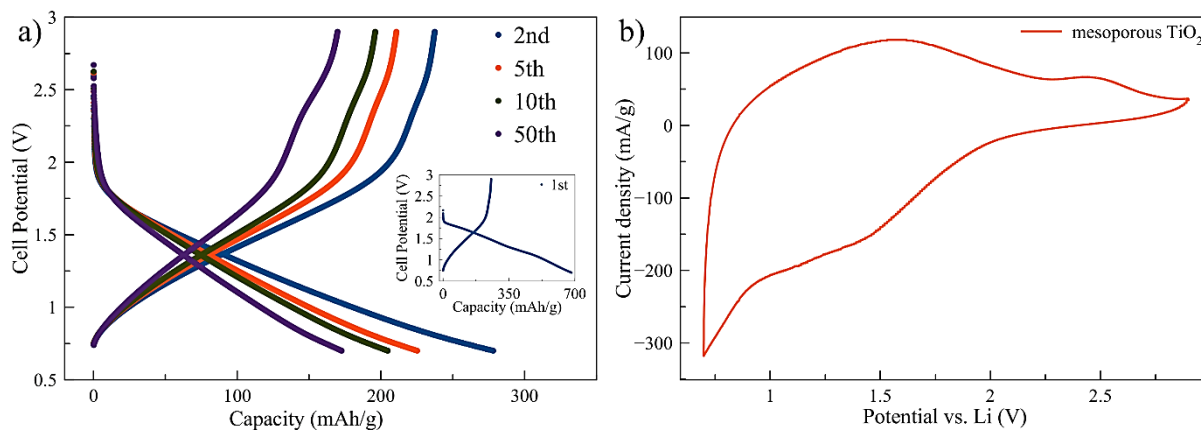 a)
3
2.5
2
1.5
1
0.5
Cell Potential (V)
0
100
200
300
Capacity (mAh/g)
2nd
5th
10th
50th
3
2.5
2
1.5
1
0.5
Cell Potential (V)
1st
0
350
700
Capacity (mAh/g)
b)
mesoporous TiO₂
100
0
−100
−200
−300
Current density (mA/g)
1
1.5
2
2.5
Potential vs. Li (V)